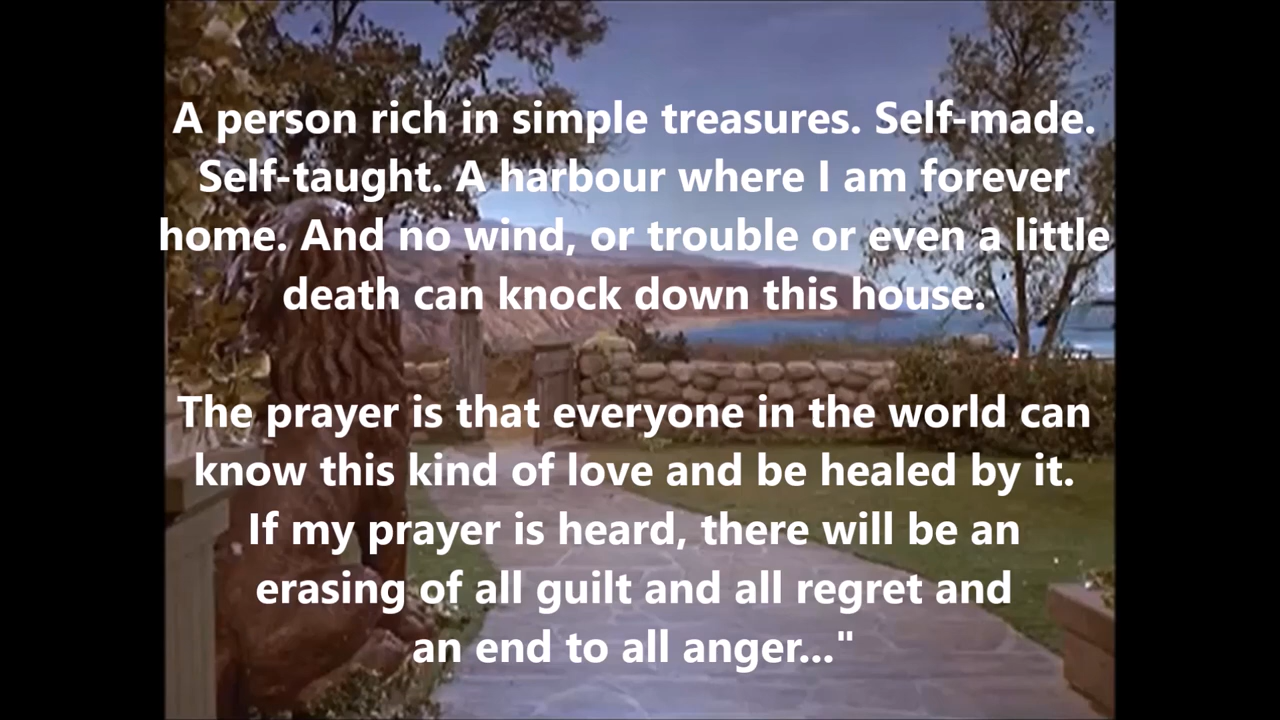 A person rich in simple treasures. Self-made.
Self-taught. A harbour where I am forever
home. And no wind, or trouble or even a little
death can knock down this house.
The prayer is that everyone in the world can
know this kind of love and be healed by it.
If my prayer is heard, there will be an
erasing of all guilt and all regret and
an end to all anger..."